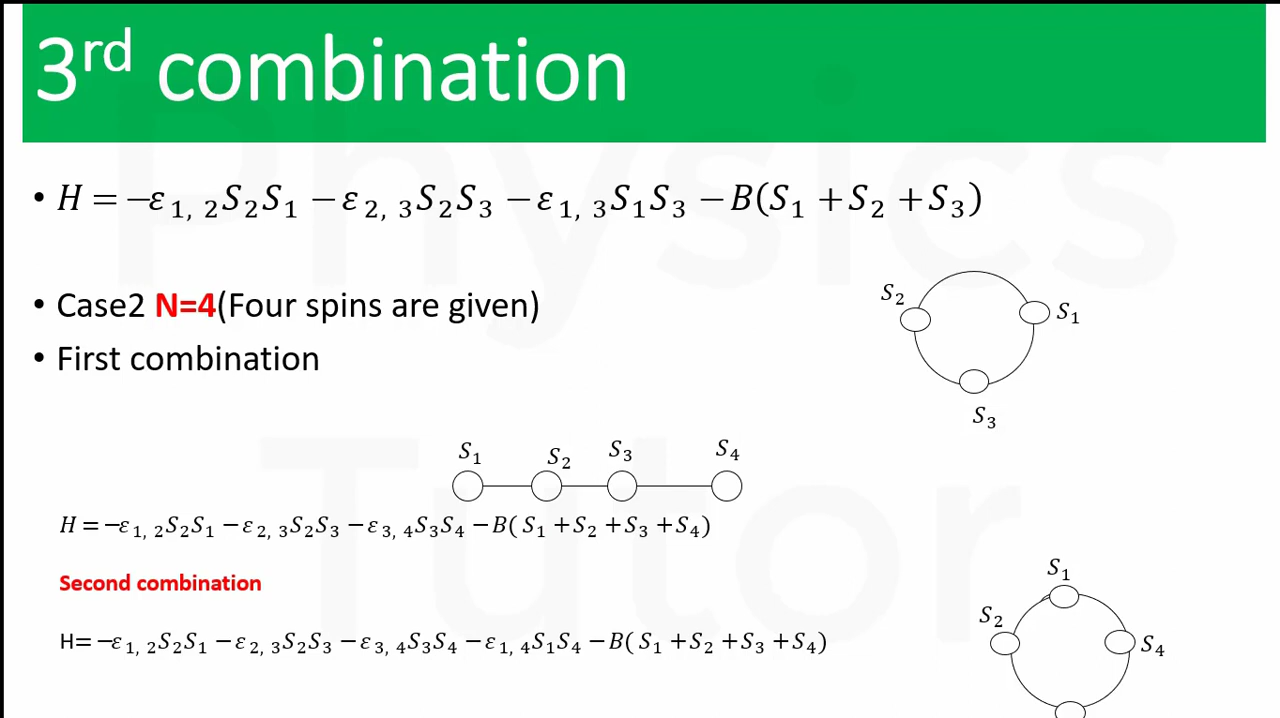 3rd combination
• H = −ε1, 2S2S1 − ε2, 3S2S3 − ε1, 3S1S3 − B(S1 + S2 + S3)
• Case2 N=4(Four spins are given)
• First combination
S2
S1
S3
S1 S2 S3 S4
H = −ε1, 2S2S1 − ε2, 3S2S3 − ε3, 4S3S4 − B( S1 + S2 + S3 + S4)
Second combination
H= −ε1, 2S2S1 − ε2, 3S2S3 − ε3, 4S3S4 − ε1, 4S1S4 − B( S1 + S2 + S3 + S4)
S1
S2
S4
Physics
Tutor